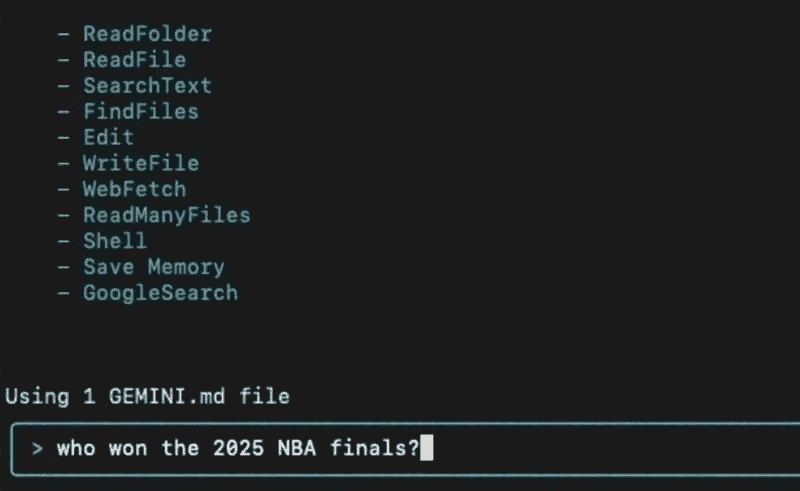 - ReadFolder
- ReadFile
- SearchText
- FindFiles
- Edit
- WriteFile
- WebFetch
- ReadManyFiles
- Shell
- Save Memory
- GoogleSearch
Using 1 GEMINI.md file
> who won the 2025 NBA finals?